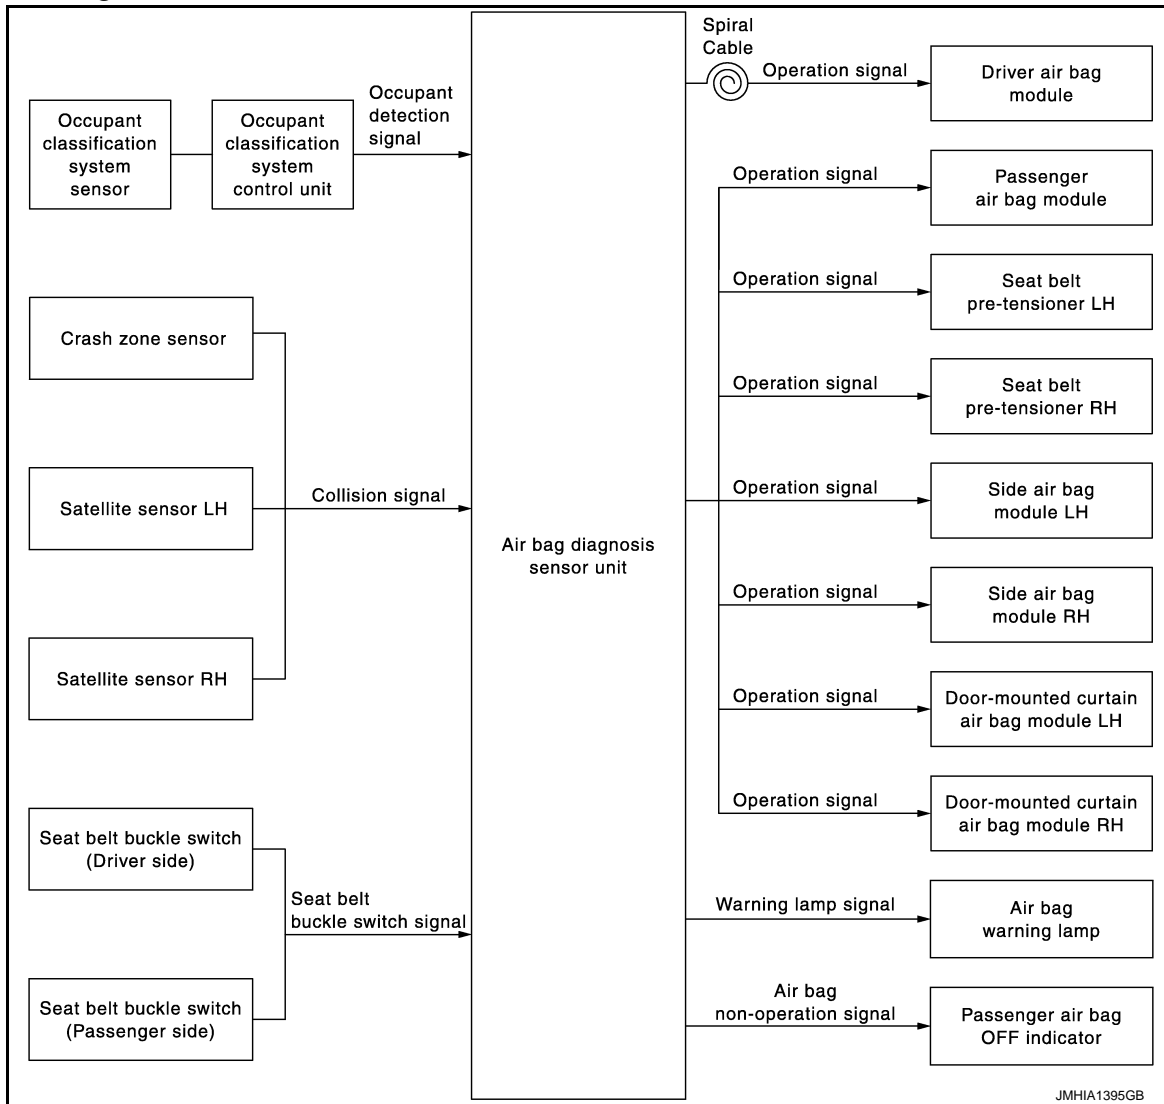 Spiral
Cable
Operation signal
Driver air bag
module
Occupant
classification
system
sensor
Occupant
classification
system
control unit
Occupant
detection
signal
Operation signal
Passenger
air bag module
Operation signal
Seat belt
pre-tensioner LH
Crash zone sensor
Operation signal
Seat belt
pre-tensioner RH
Satellite sensor LH
Collision signal
Operation signal
Side air bag
module LH
Air bag diagnosis
sensor unit
Operation signal
Side air bag
module RH
Satellite sensor RH
Operation signal
Door-mounted curtain
air bag module LH
Operation signal
Door-mounted curtain
air bag module RH
Seat belt buckle switch
(Driver side)
Seat belt
buckle switch signal
Warning lamp signal
Air bag
warning lamp
Seat belt buckle switch
(Passenger side)
Air bag
non-operation signal
Passenger air bag
OFF indicator
JMHIA1395GB